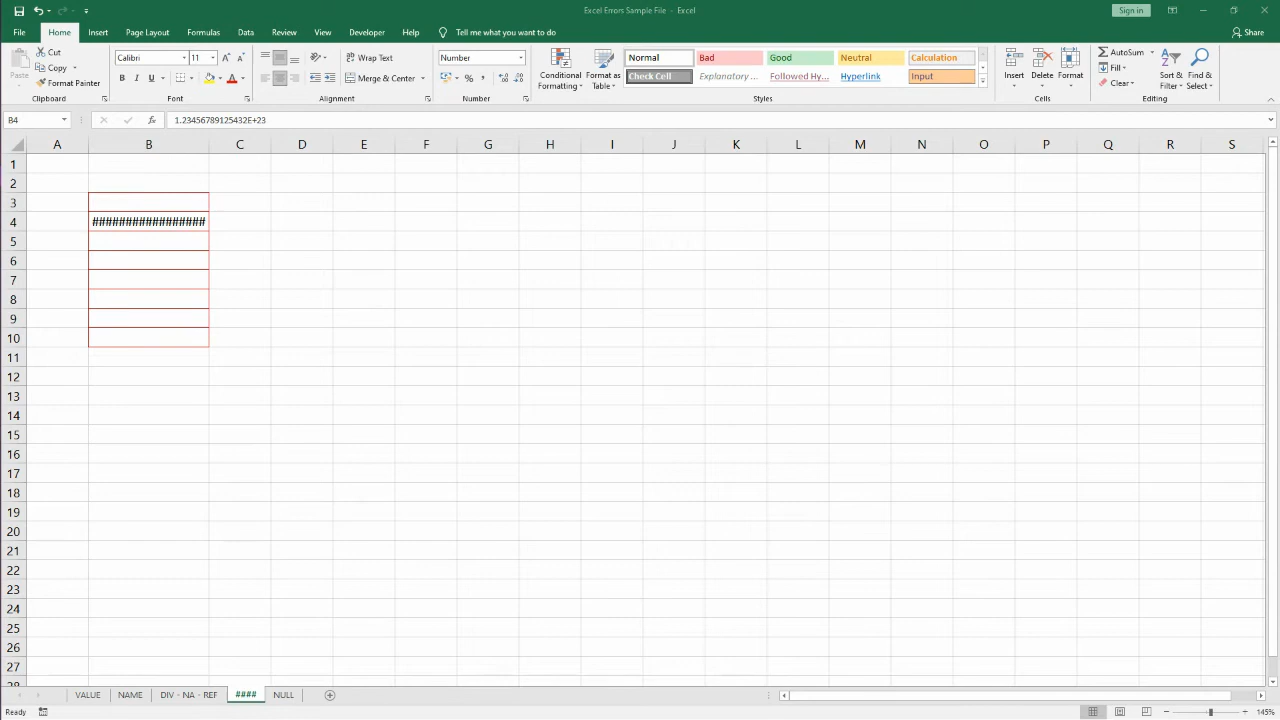 Excel Errors Sample File - Excel
Sign in
File Home Insert Page Layout Formulas Data Review View Developer Help Tell me what you want to do Share
Paste
Cut
Copy
Format Painter
Clipboard
Calibri 11
B I U
Font
Wrap Text
Merge & Center
Alignment
Number
$ % ,
Number
Conditional Formatting
Format as Table
Normal Bad Good Neutral Calculation
Check Cell Explanatory ... Followed Hy... Hyperlink Input
Styles
Insert Delete Format
Cells
AutoSum
Fill
Clear
Sort & Filter
Find & Select
Editing
B4 fx 1.23456789125432E+23
A B C D E F G H I J K L M N O P Q R S
1
2
3
4 #################
5
6
7
8
9
10
11
12
13
14
15
16
17
18
19
20
21
22
23
24
25
26
27
28
VALUE NAME DIV - NA - REF #### NULL
Ready 145%